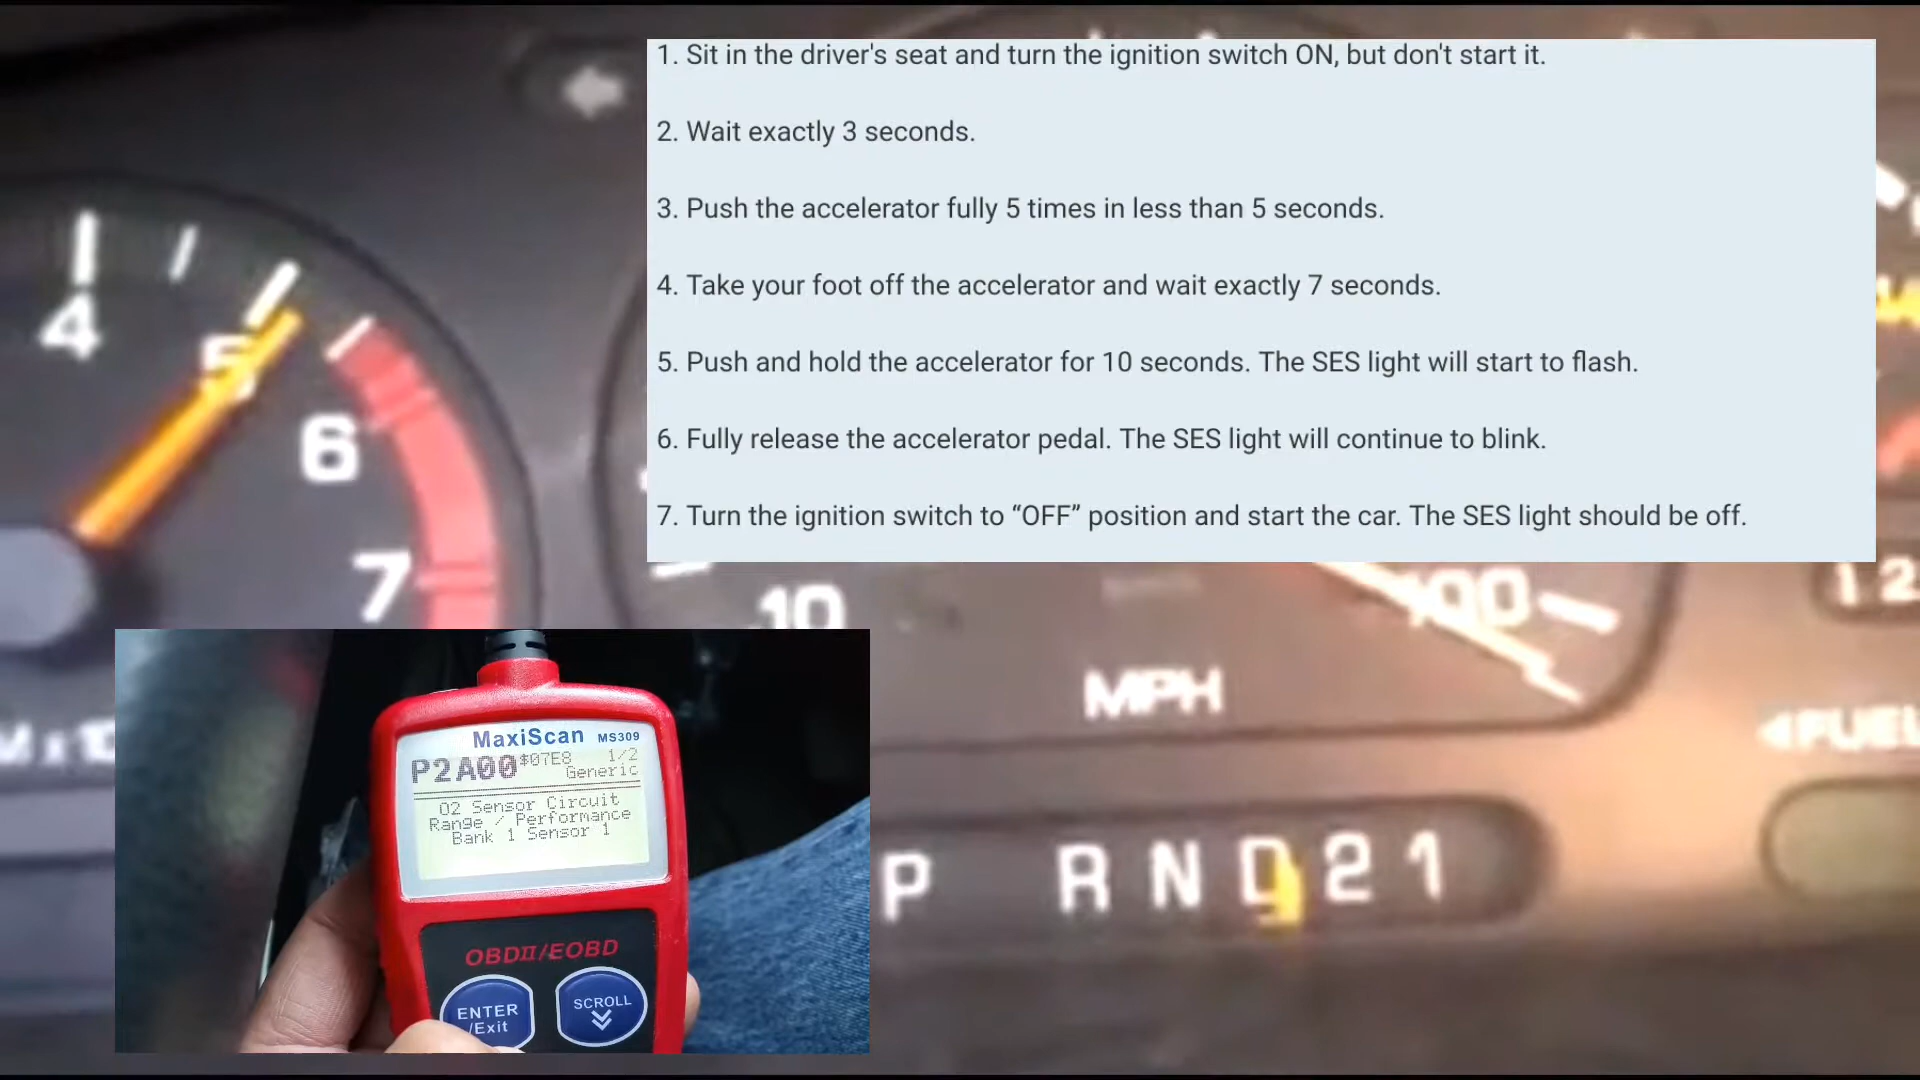 1. Sit in the driver's seat and turn the ignition switch ON, but don't start it.
2. Wait exactly 3 seconds.
3. Push the accelerator fully 5 times in less than 5 seconds.
4. Take your foot off the accelerator and wait exactly 7 seconds.
5. Push and hold the accelerator for 10 seconds. The SES light will start to flash.
6. Fully release the accelerator pedal. The SES light will continue to blink.
7. Turn the ignition switch to “OFF” position and start the car. The SES light should be off.
4
5
6
7
10
100
MPH
FUEL
P R N D 2 1
MaxiScan MS309
P2A00 $07E8 1/2
Generic
O2 Sensor Circuit
Range / Performance
Bank 1 Sensor 1
OBDII/EOBD
ENTER
/Exit
SCROLL